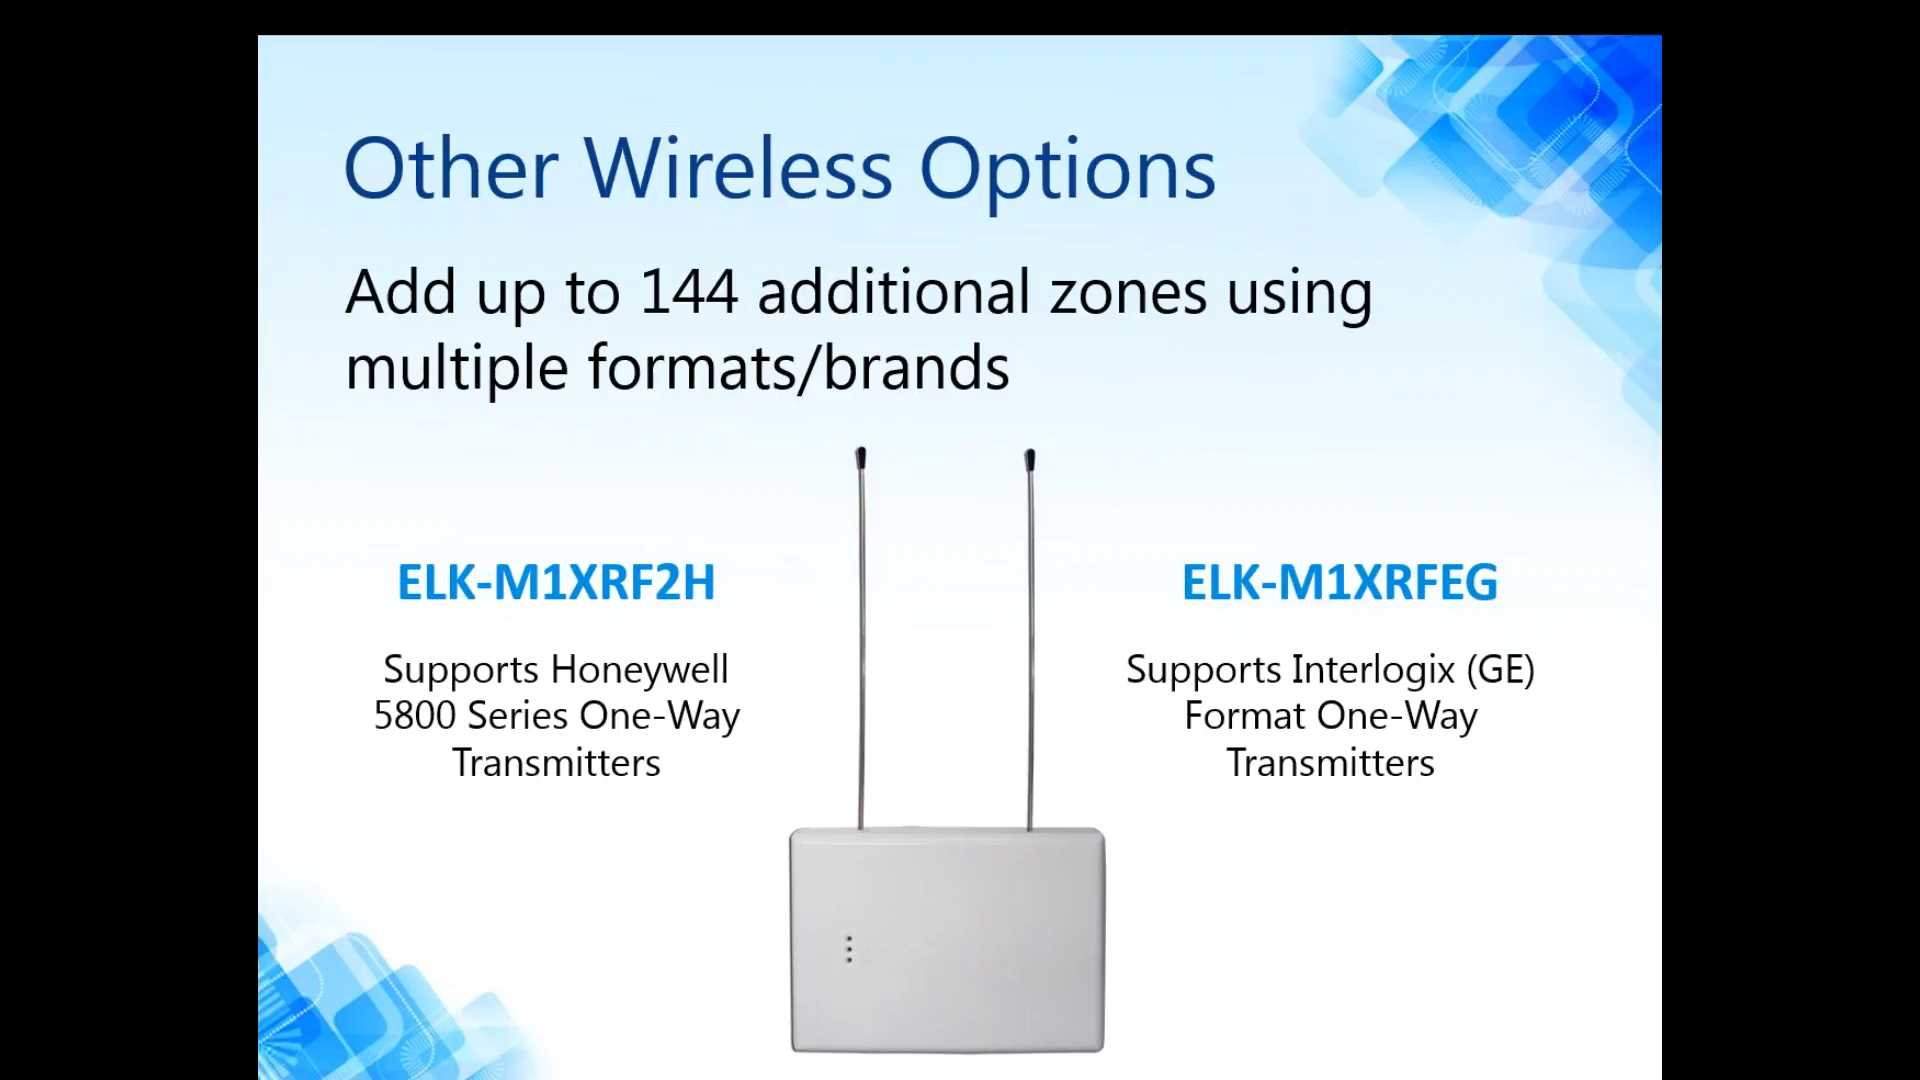 Other Wireless Options
Add up to 144 additional zones using
multiple formats/brands
ELK-M1XRF2H
Supports Honeywell
5800 Series One-Way
Transmitters
ELK-M1XRFEG
Supports Interlogix (GE)
Format One-Way
Transmitters